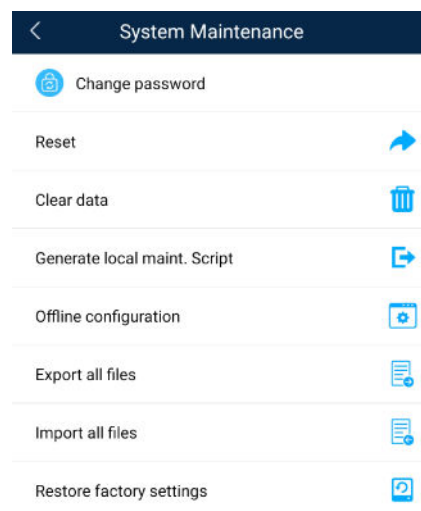 System Maintenance
Change password
Reset
Clear data
Generate local maint. Script
Offline configuration
Export all files
Import all files
Restore factory settings